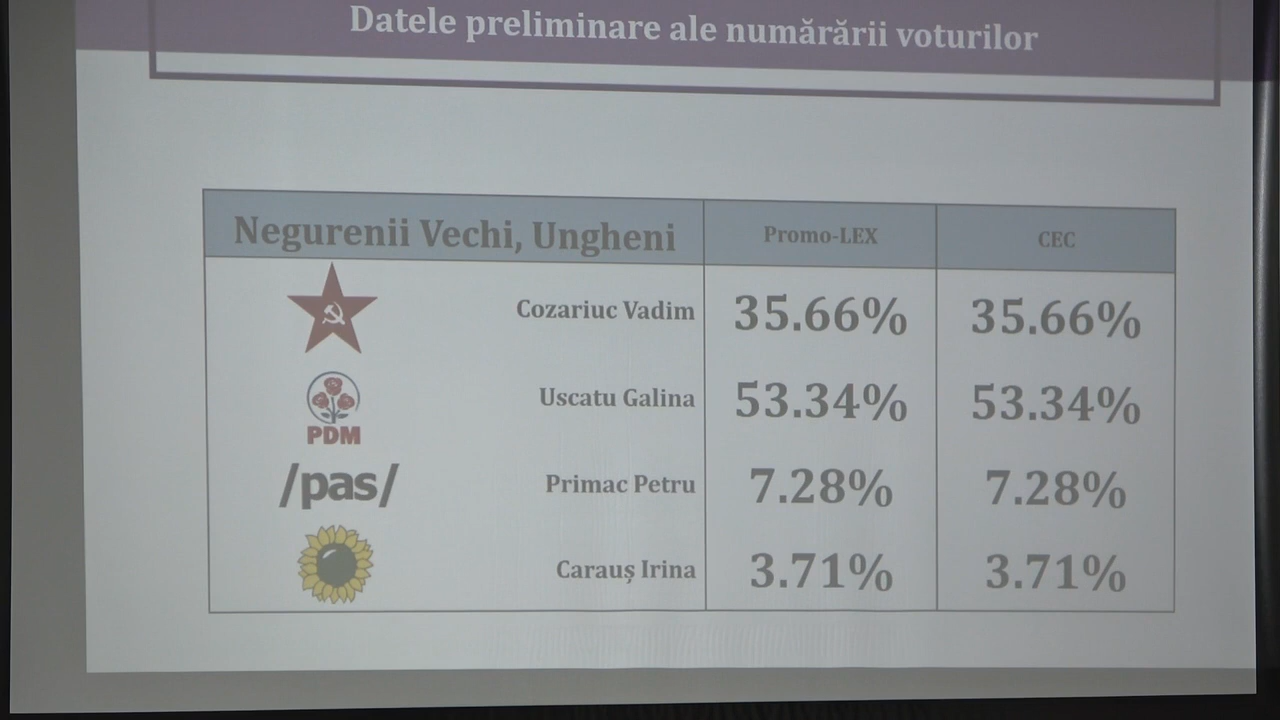 Datele preliminare ale numărării voturilor
Negurenii Vechi, Ungheni Promo-LEX CEC
Cozariuc Vadim 35.66% 35.66%
PDM Uscatu Galina 53.34% 53.34%
/pas/ Primac Petru 7.28% 7.28%
Carauș Irina 3.71% 3.71%